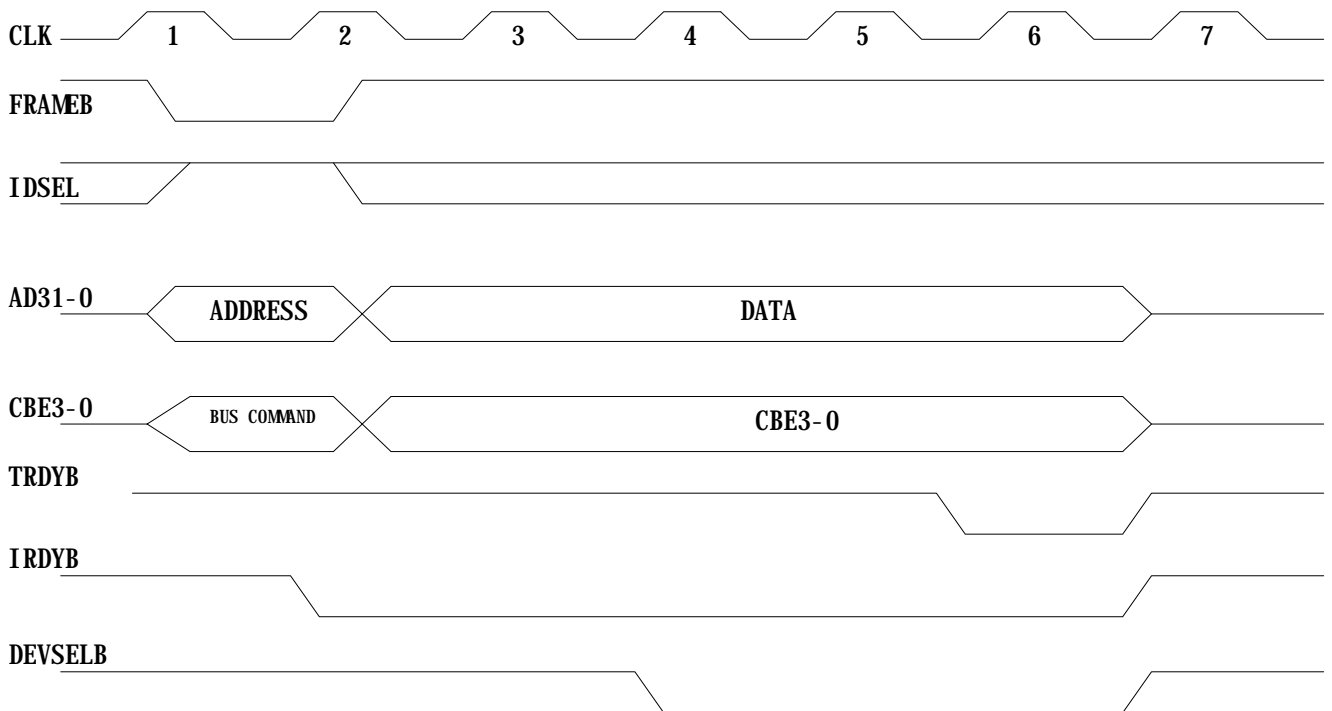 CLK 1 2 3 4 5 6 7
FRAMEB
IDSEL
AD31-0 ADDRESS DATA
CBE3-0 BUS COMMAND CBE3-0
TRDYB
IRDYB
DEVSELB